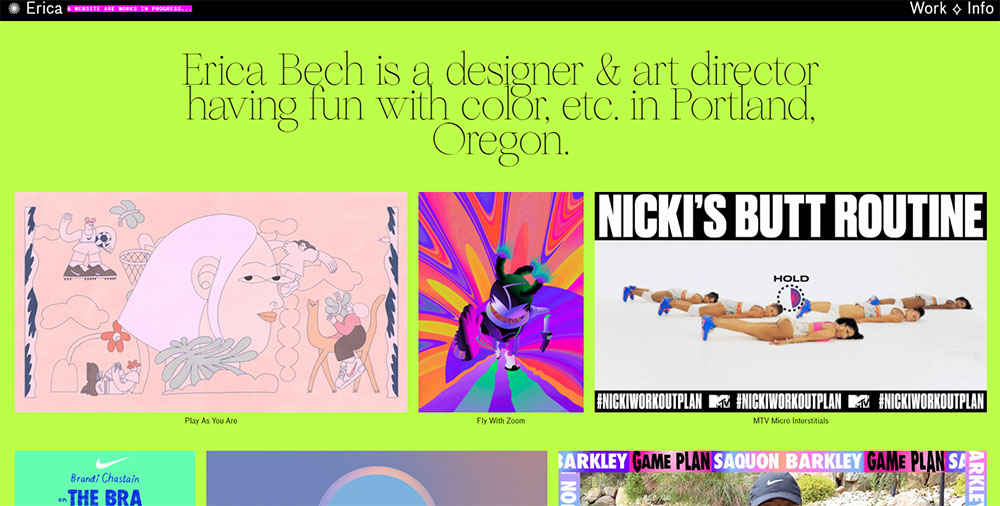 Erica
& WEBSITE ARE WORKS IN PROGRESS...
Work ⟡ Info
Erica Bech is a designer & art director
having fun with color, etc. in Portland,
Oregon.
NICKI'S BUTT ROUTINE
HOLD
#NICKIWORKOUTPLAN MTV #NICKIWORKOUTPLAN MTV #NICKIWORKOUTPLAN
Play As You Are
Fly With Zoom
MTV Micro Interstitials
Brandi Chastain
on THE BRA
BARKLEY GAME PLAN SAQUON BARKLEY GAME PLAN SA